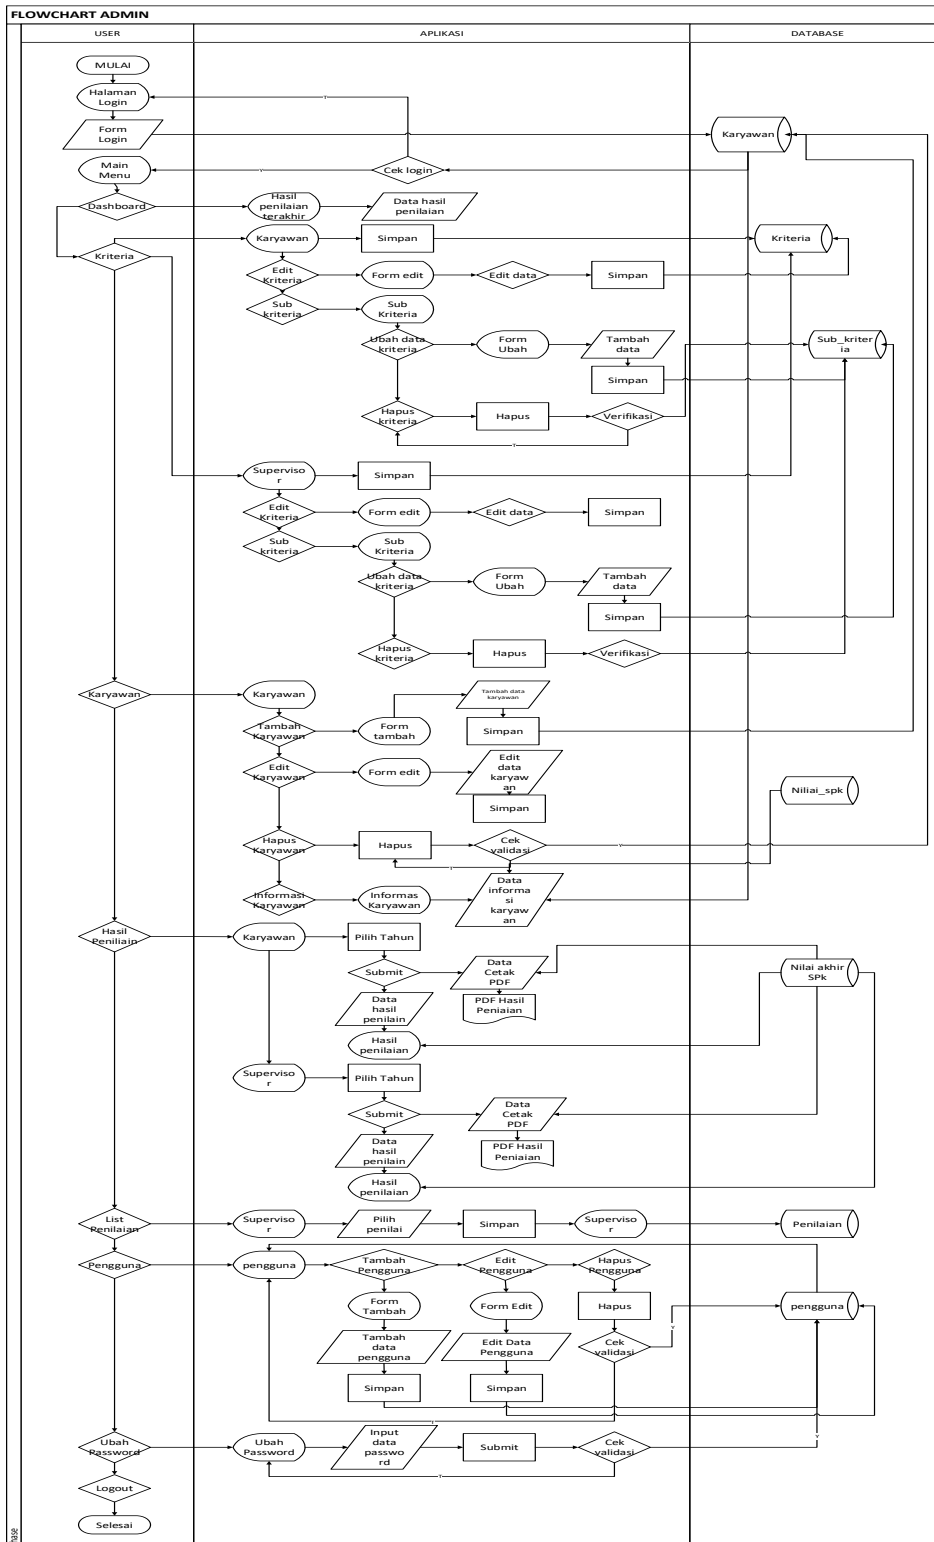 FLOWCHART ADMIN
USER
APLIKASI
DATABASE
MULAI
Halaman
Login
Form
Login
Karyawan
Main
Menu
Cek login
Dashboard
Hasil
penilaian
terakhir
Data hasil
penilaian
Kriteria
Karyawan
Simpan
Kriteria
Edit
Kriteria
Form edit
Edit data
Simpan
Sub
kriteria
Sub
Kriteria
Ubah data
kriteria
Form
Ubah
Tambah
data
Sub_kriter
ia
Simpan
Hapus
kriteria
Hapus
Verifikasi
Superviso
r
Simpan
Edit
Kriteria
Form edit
Edit data
Simpan
Sub
kriteria
Sub
Kriteria
Ubah data
kriteria
Form
Ubah
Tambah
data
Simpan
Hapus
kriteria
Hapus
Verifikasi
Karyawan
Karyawan
Tambah data
karyawan
Tambah
Karyawan
Form
tambah
Simpan
Edit
Karyawan
Form edit
Edit
data
karyaw
an
Simpan
Niliai_spk
Hapus
Karyawan
Hapus
Cek
validasi
Informasi
Karyawan
Informas
Karyawan
Data
informa
si
karyaw
an
Hasil
Peniliain
Karyawan
Pilih Tahun
Submit
Data
Cetak
PDF
Nilai akhir
SPk
Data
hasil
penilain
PDF Hasil
Peniaian
Hasil
penilaian
Superviso
r
Pilih Tahun
Submit
Data
Cetak
PDF
Data
hasil
penilain
PDF Hasil
Peniaian
Hasil
penilaian
List
Penilaian
Superviso
r
Pilih
penilai
Simpan
Superviso
r
Penilaian
Pengguna
pengguna
Tambah
Pengguna
Edit
Pengguna
Hapus
Pengguna
Form
Tambah
Form Edit
Hapus
pengguna
Tambah
data
pengguna
Edit Data
Pengguna
Cek
validasi
Simpan
Simpan
Ubah
Password
Ubah
Password
Input
data
passwo
rd
Submit
Cek
validasi
Logout
Selesai